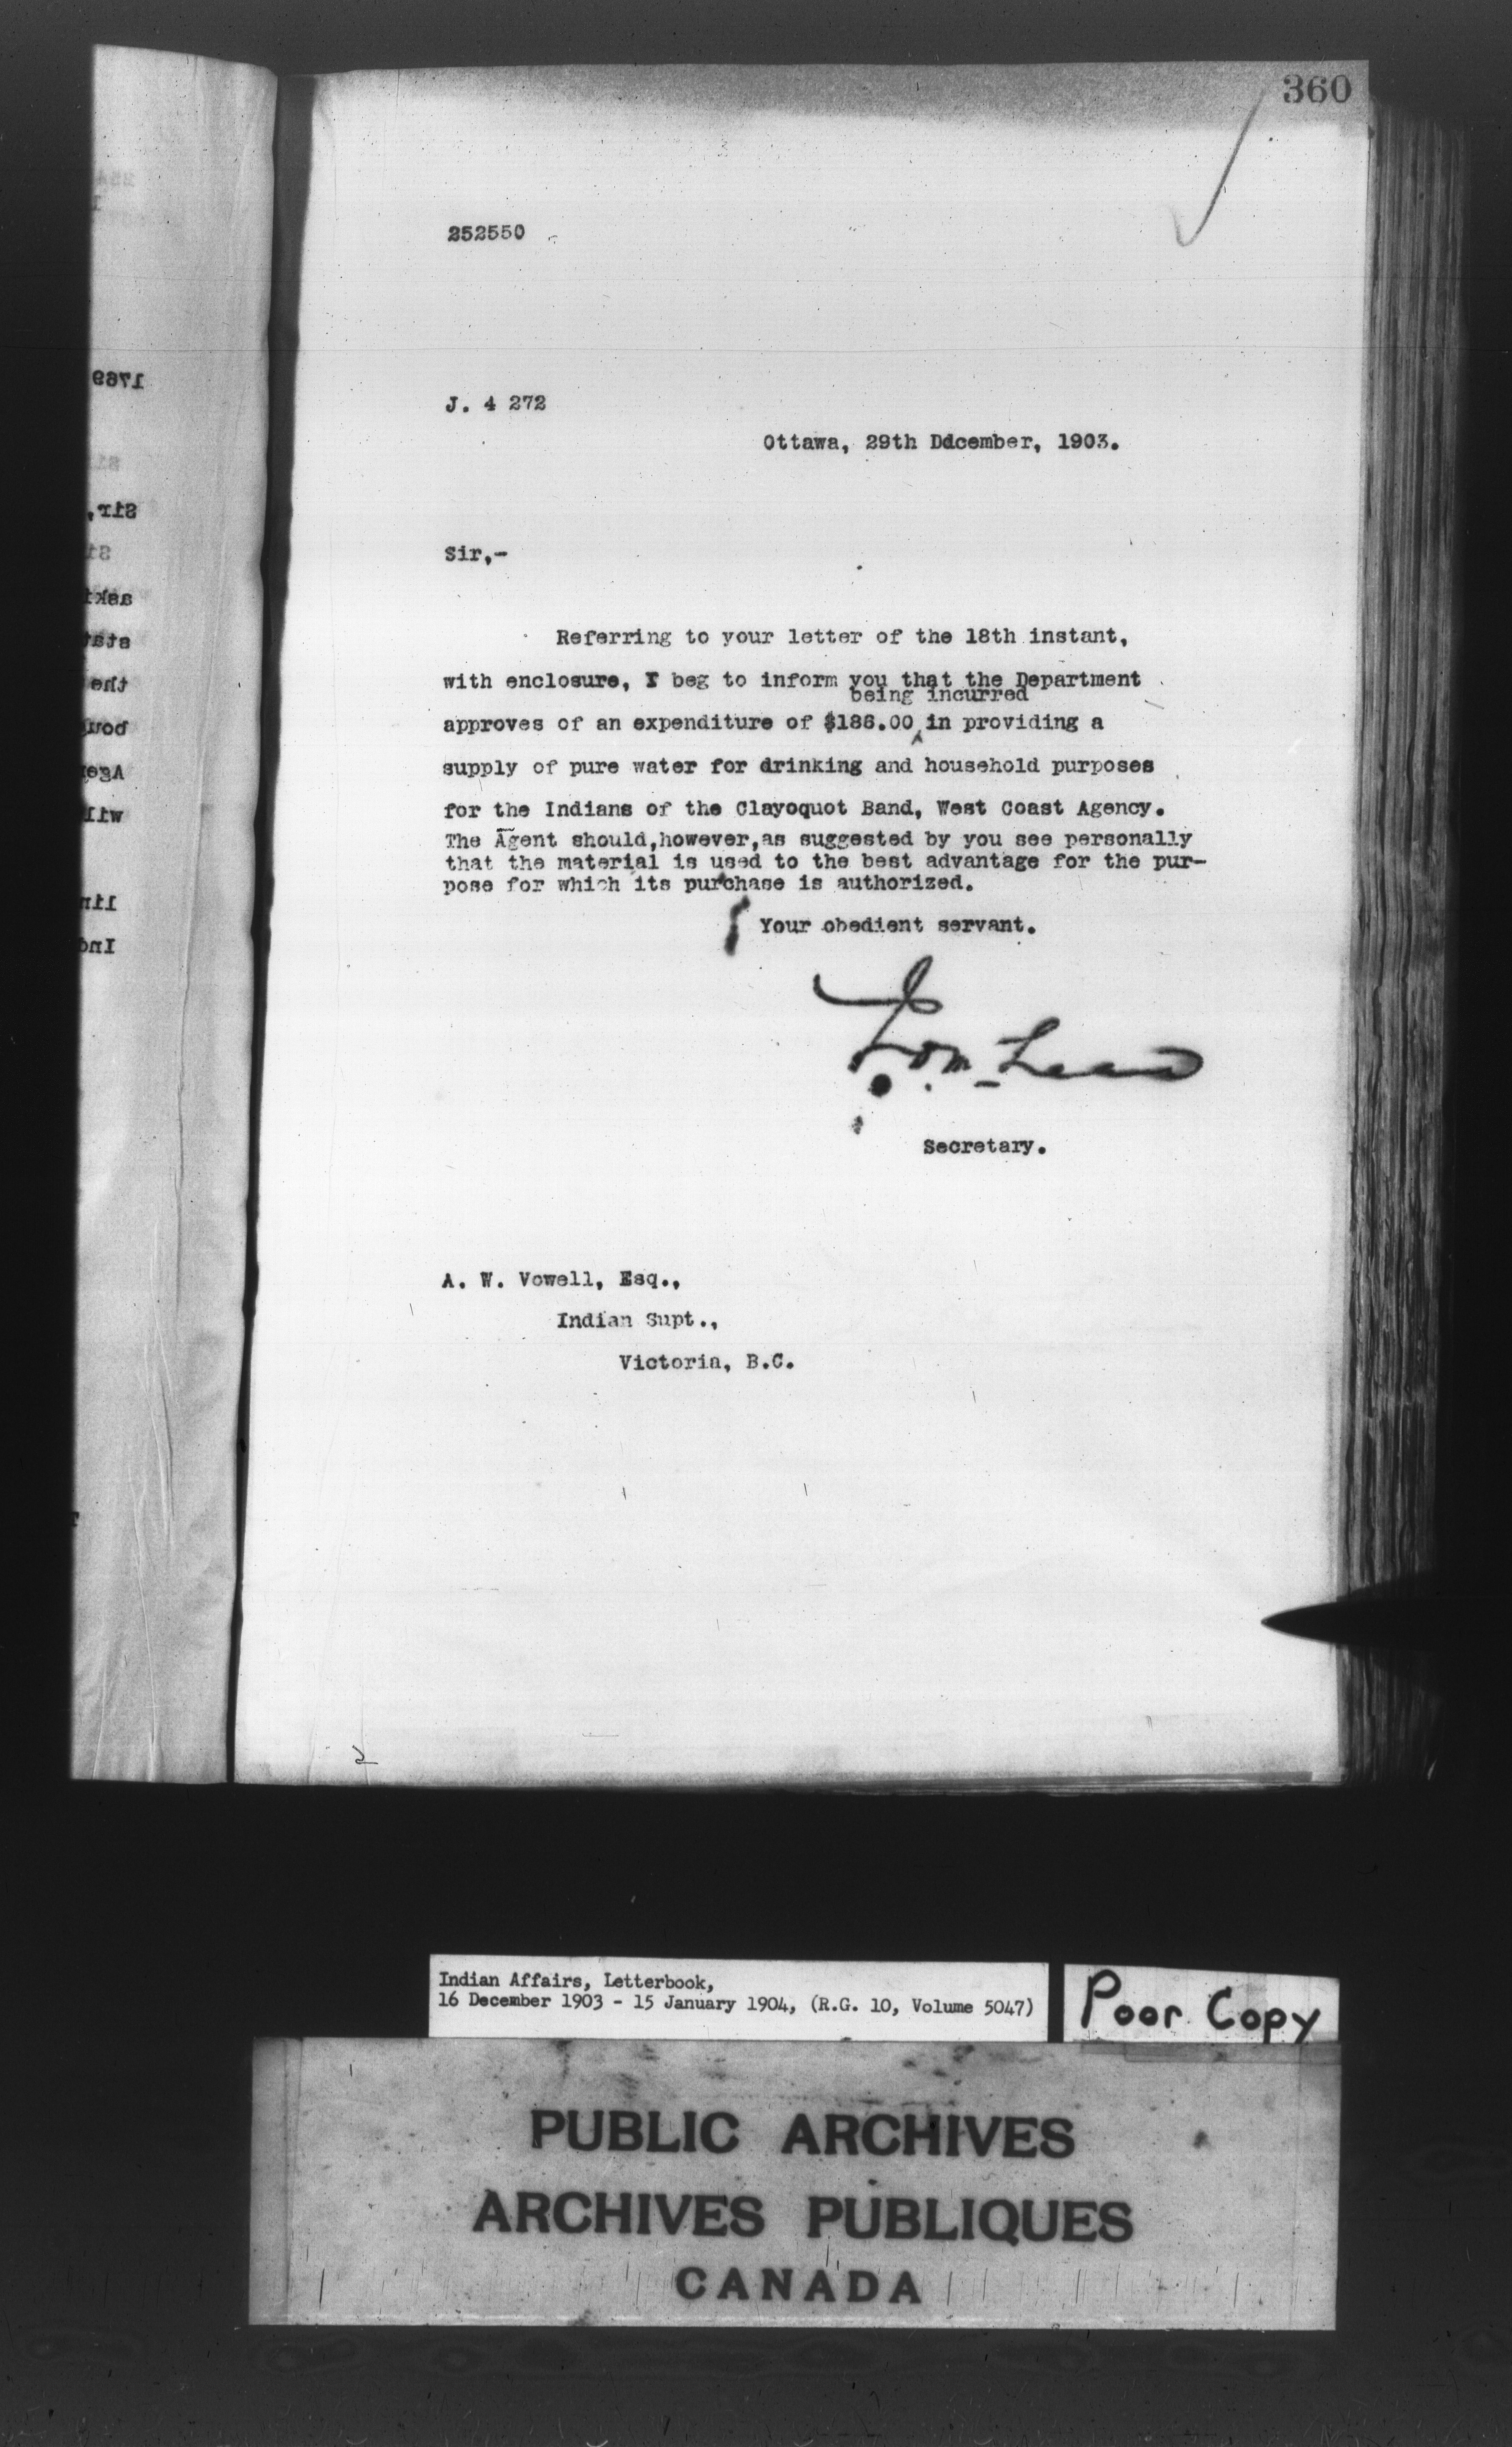 360
252550
J. 4 272
Ottawa, 29th Ddcember, 1903.
Sir,-
Referring to your letter of the 18th instant,
with enclosure, I beg to inform you that the Department
being incurred
approves of an expenditure of $186.00 in providing a
supply of pure water for drinking and household purposes
for the Indians of the Clayoquot Band, West Coast Agency.
The Agent should,however,as suggested by you see personally
that the material is used to the best advantage for the pur-
pose for which its purchase is authorized.
Your obedient servant.
Secretary.
A. W. Vowell, Esq.,
Indian Supt.,
Victoria, B.C.
Indian Affairs, Letterbook,
16 December 1903 - 15 January 1904, (R.G. 10, Volume 5047)
Poor Copy
PUBLIC ARCHIVES
ARCHIVES PUBLIQUES
CANADA